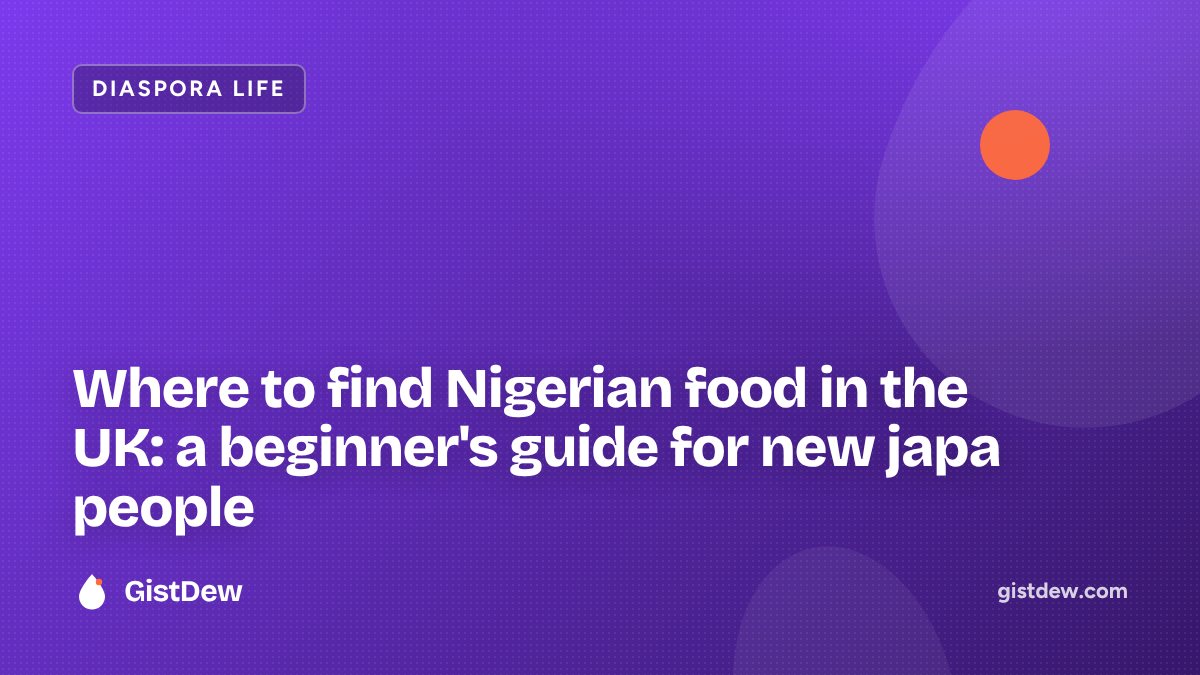 DIASPORA LIFE
Where to find Nigerian food in the
UK: a beginner's guide for new japa
people
GistDew
gistdew.com